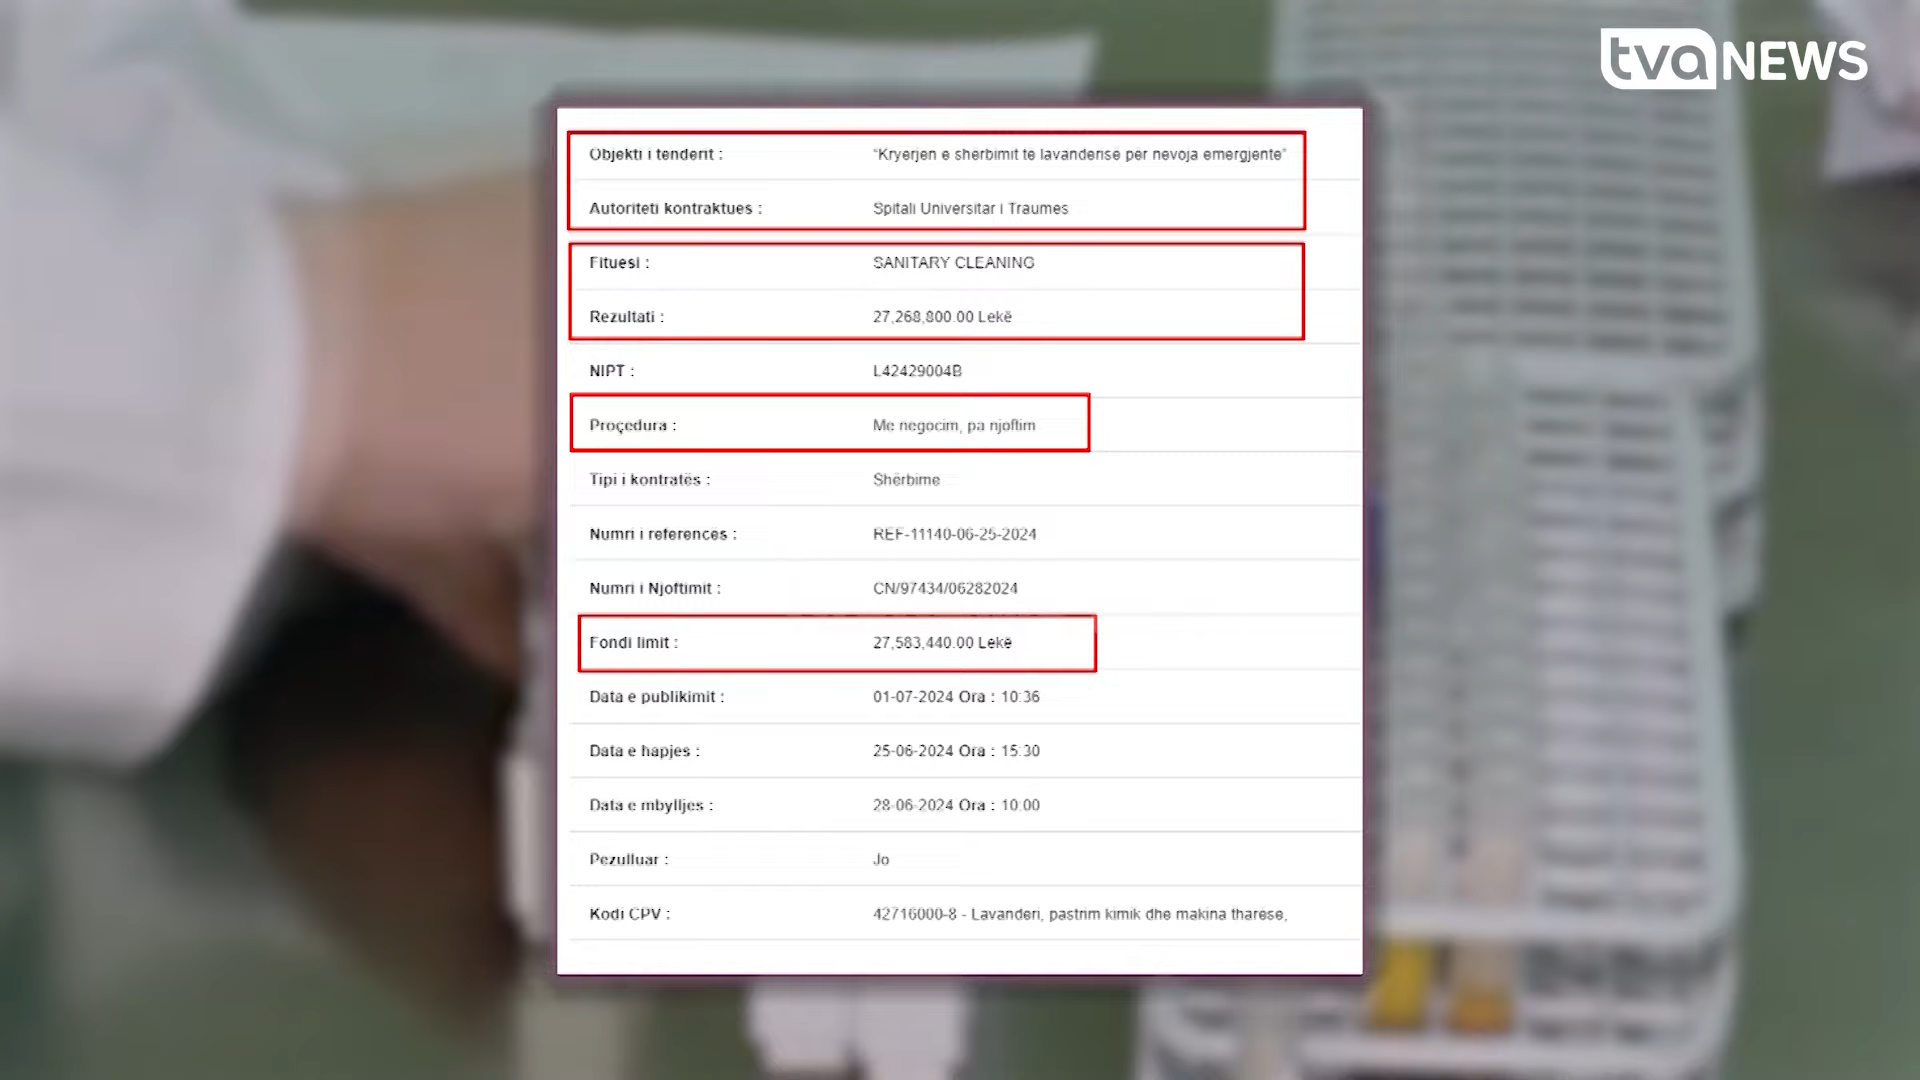 tva NEWS
Objekti i tenderit : "Kryerjen e sherbimit te lavanderise për nevoja emergjente"
Autoriteti kontraktues : Spitali Universitar i Traumes
Fituesi : SANITARY CLEANING
Rezultati : 27,268,800.00 Lekë
NIPT : L42429004B
Proçedura : Me negocim, pa njoftim
Tipi i kontratës : Shërbime
Numri i references : REF-11140-06-25-2024
Numri i Njoftimit : CN/97434/06282024
Fondi limit : 27,583,440.00 Lekë
Data e publikimit : 01-07-2024 Ora : 10:36
Data e hapjes : 25-06-2024 Ora : 15:30
Data e mbylljes : 28-06-2024 Ora : 10:00
Pezulluar : Jo
Kodi CPV : 42716000-8 - Lavanderi, pastrim kimik dhe makina tharëse,